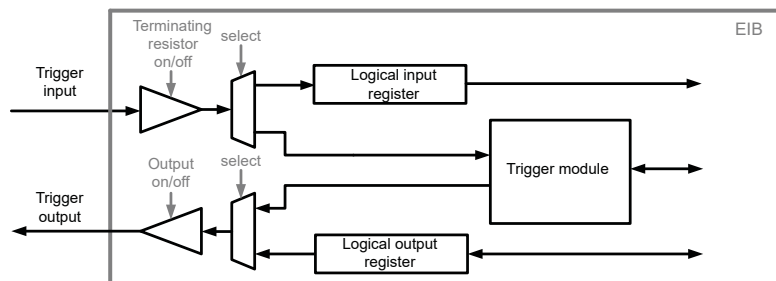 Terminating
resistor
on/off
select
EIB
Trigger
input
Logical input
register
Trigger module
Output
on/off
select
Trigger
output
Logical output
register